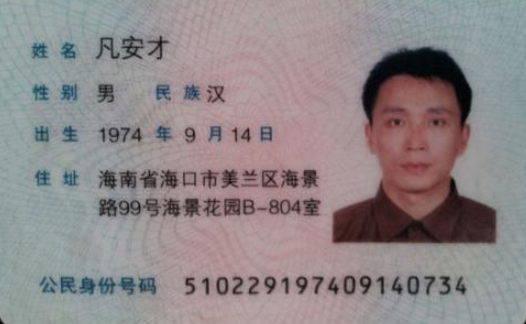 姓名 凡安才
性别 男 民族 汉
出生 1974 年 9 月 14 日
住址 海南省海口市美兰区海景
路99号海景花园B-804室
公民身份号码 510229197409140734